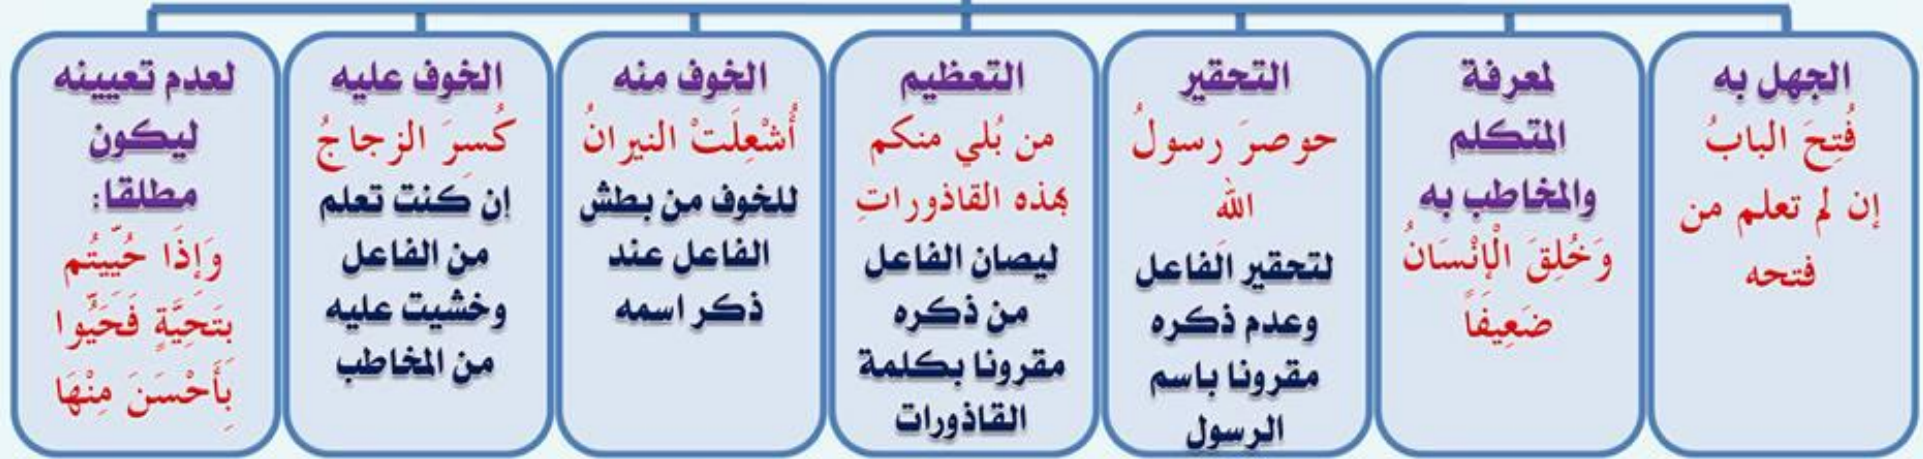 الجهل به
فُتِحَ البابُ
إن لم تعلم من
فتحه
لمعرفة
المتكلم
والمخاطب به
وَخُلِقَ الْإِنْسَانُ
ضَعِيفَاً
التحقير
حوصرَ رسولُ
الله
لتحقير الفاعل
وعدم ذكره
مقرونا باسم
الرسول
التعظيم
من بُلي منكم
بهذه القاذوراتِ
ليصان الفاعل
من ذكره
مقرونا بكلمة
القاذورات
الخوف منه
أُشْعِلَتْ النيرانُ
للخوف من بطش
الفاعل عند
ذكر اسمه
الخوف عليه
كُسِرَ الزجاجُ
إن كنت تعلم
من الفاعل
وخشيت عليه
من المخاطب
لعدم تعيينه
ليكون
مطلقا:
وَإِذَا حُيِّيتُم
بتَحِيَّةٍ فَحَيُّوا
بِأَحْسَنَ مِنْهَا